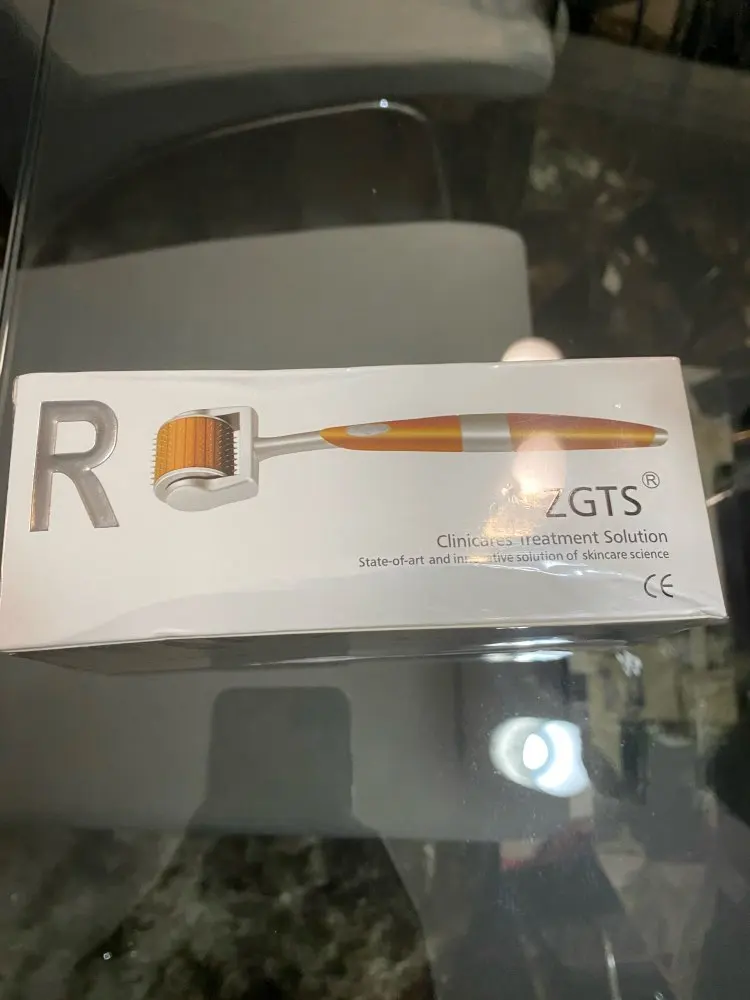 R
ZGTS®
Clinicares Treatment Solution
State-of-art and solution of skincare science
CE